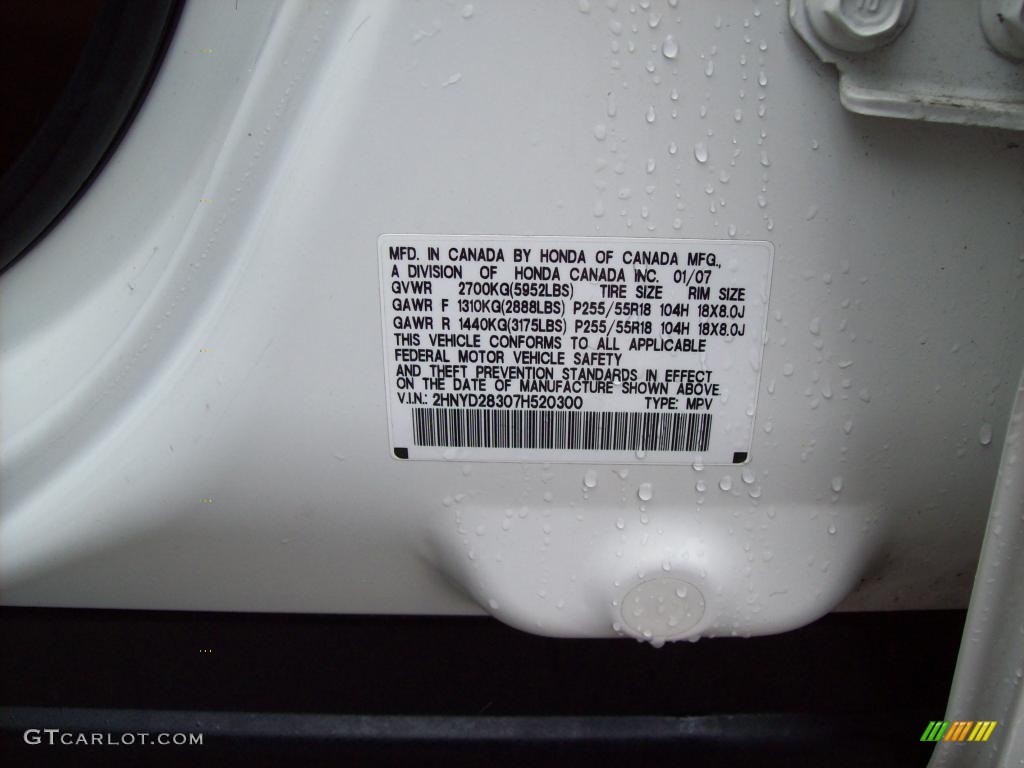 MFD. IN CANADA BY HONDA OF CANADA MFG.,
A DIVISION OF HONDA CANADA INC. 01/07
GVWR 2700KG(5952LBS) TIRE SIZE RIM SIZE
GAWR F 1310KG(2888LBS) P255/55R18 104H 18X8.0J
GAWR R 1440KG(3175LBS) P255/55R18 104H 18X8.0J
THIS VEHICLE CONFORMS TO ALL APPLICABLE
FEDERAL MOTOR VEHICLE SAFETY
AND THEFT PREVENTION STANDARDS IN EFFECT
ON THE DATE OF MANUFACTURE SHOWN ABOVE.
V.I.N.: 2HNYD28307H520300 TYPE: MPV
GTCARLOT.COM